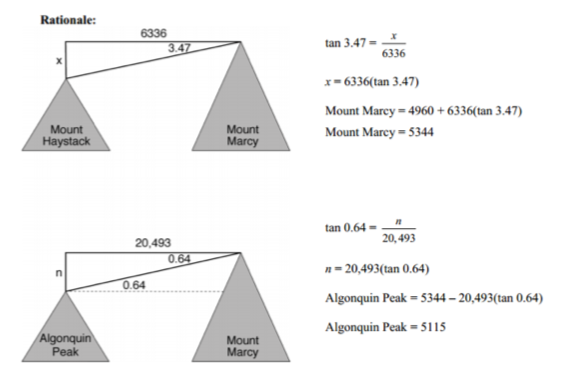 Rationale:
6336
3.47
x
Mount
Haystack
Mount
Marcy
tan 3.47 = x
6336
x = 6336(tan 3.47)
Mount Marcy = 4960 + 6336(tan 3.47)
Mount Marcy = 5344
20,493
0.64
n
0.64
Algonquin
Peak
Mount
Marcy
tan 0.64 = n
20,493
n = 20,493(tan 0.64)
Algonquin Peak = 5344 – 20,493(tan 0.64)
Algonquin Peak = 5115